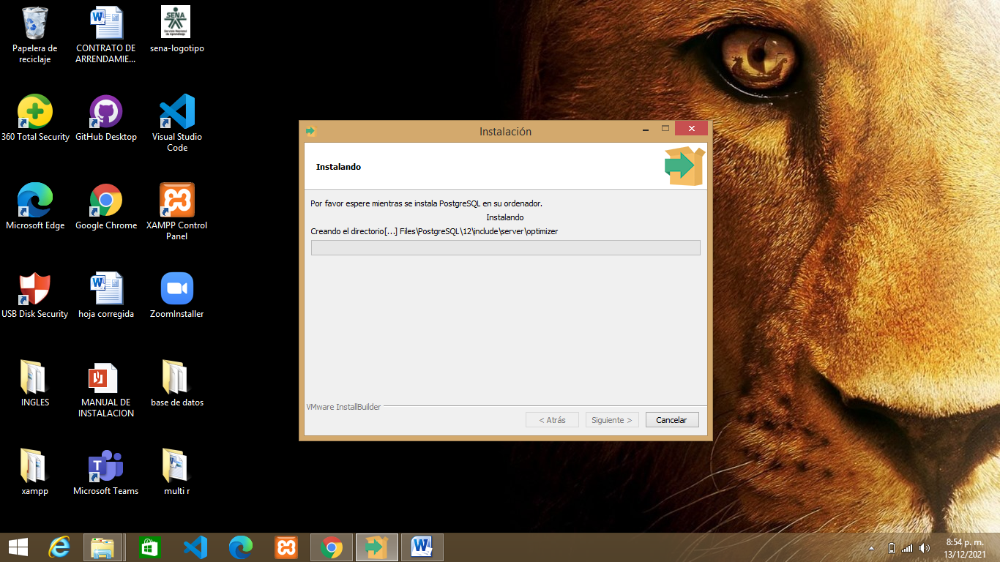 Papelera de
reciclaje
CONTRATO DE
ARRENDAMIE...
SENA
sena-logotipo
360 Total Security
GitHub Desktop
Visual Studio
Code
Microsoft Edge
Google Chrome
XAMPP Control
Panel
USB Disk Security
hoja corregida
ZoomInstaller
INGLES
MANUAL DE
INSTALACION
base de datos
xampp
Microsoft Teams
multi r
Instalación
Instalando
Por favor espere mientras se instala PostgreSQL en su ordenador.
Instalando
Creando el directorio[...] Files\PostgreSQL\12\include\server\optimizer
VMware InstallBuilder
< Atrás
Siguiente >
Cancelar
8:54 p. m.
13/12/2021